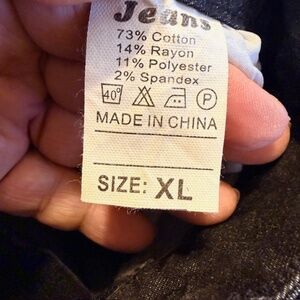 Jeans
73% Cotton
14% Rayon
11% Polyester
2% Spandex
40° P
MADE IN CHINA
SIZE: XL